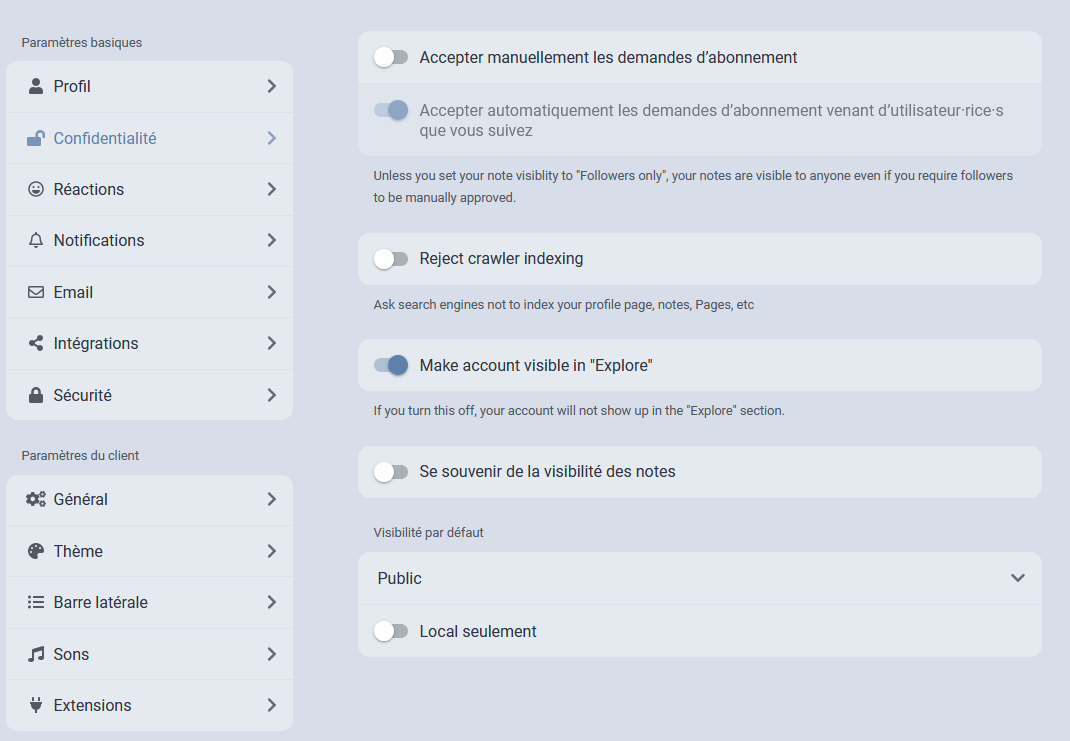 Paramètres basiques
Profil
Confidentialité
Réactions
Notifications
Email
Intégrations
Sécurité
Paramètres du client
Général
Thème
Barre latérale
Sons
Extensions
Accepter manuellement les demandes d’abonnement
Accepter automatiquement les demandes d’abonnement venant d’utilisateur·rice·s
que vous suivez
Unless you set your note visiblity to "Followers only", your notes are visible to anyone even if you require followers
to be manually approved.
Reject crawler indexing
Ask search engines not to index your profile page, notes, Pages, etc
Make account visible in "Explore"
If you turn this off, your account will not show up in the "Explore" section.
Se souvenir de la visibilité des notes
Visibilité par défaut
Public
Local seulement